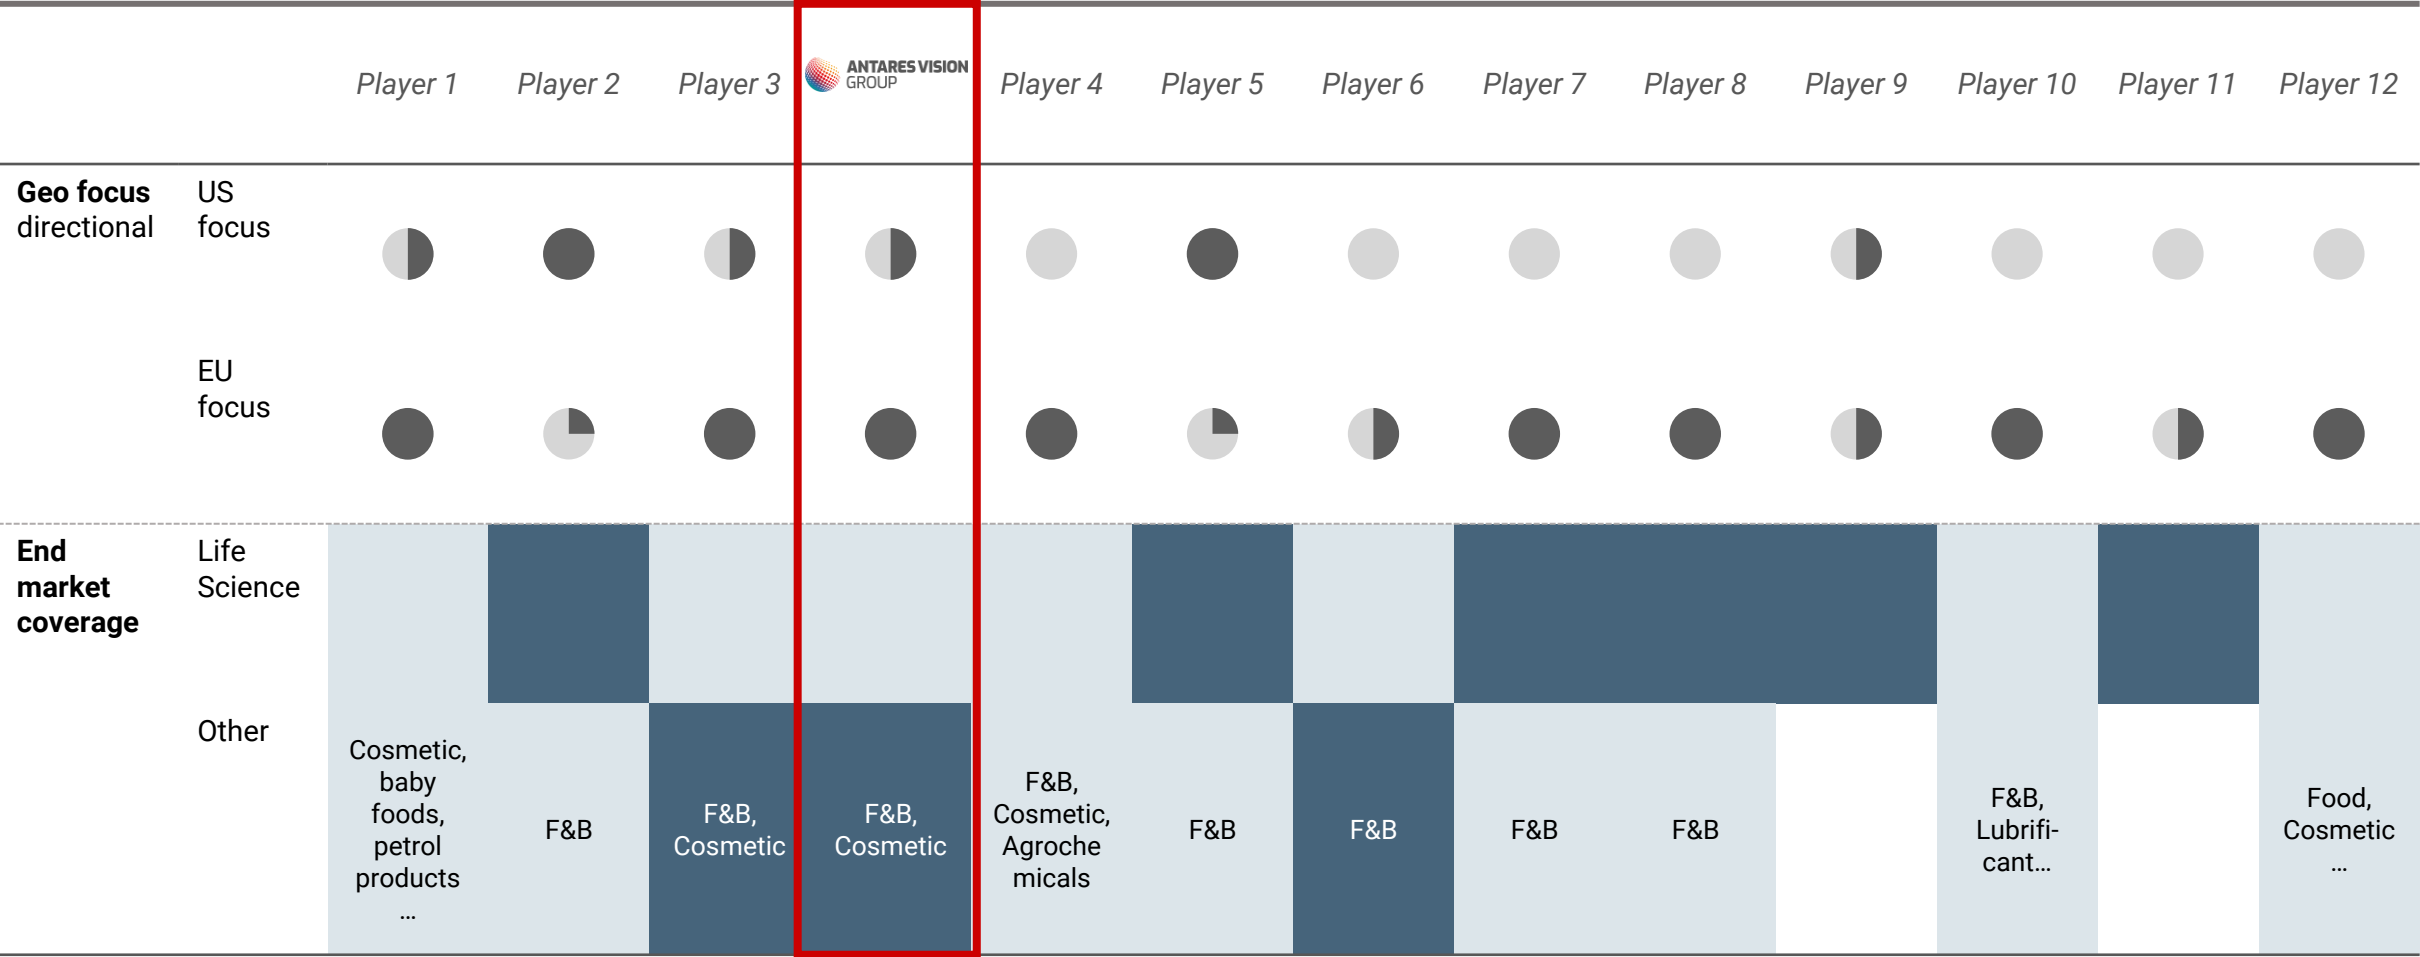 Player 1
Player 2
Player 3
ANTARES VISION
GROUP
Player 4
Player 5
Player 6
Player 7
Player 8
Player 9
Player 10
Player 11
Player 12
Geo focus
directional
US
focus
EU
focus
End
market
coverage
Life
Science
Other
Cosmetic,
baby
foods,
petrol
products
…
F&B
F&B,
Cosmetic
F&B,
Cosmetic
F&B,
Cosmetic,
Agroche
micals
F&B
F&B
F&B
F&B
F&B,
Lubrifi-
cant…
Food,
Cosmetic
…